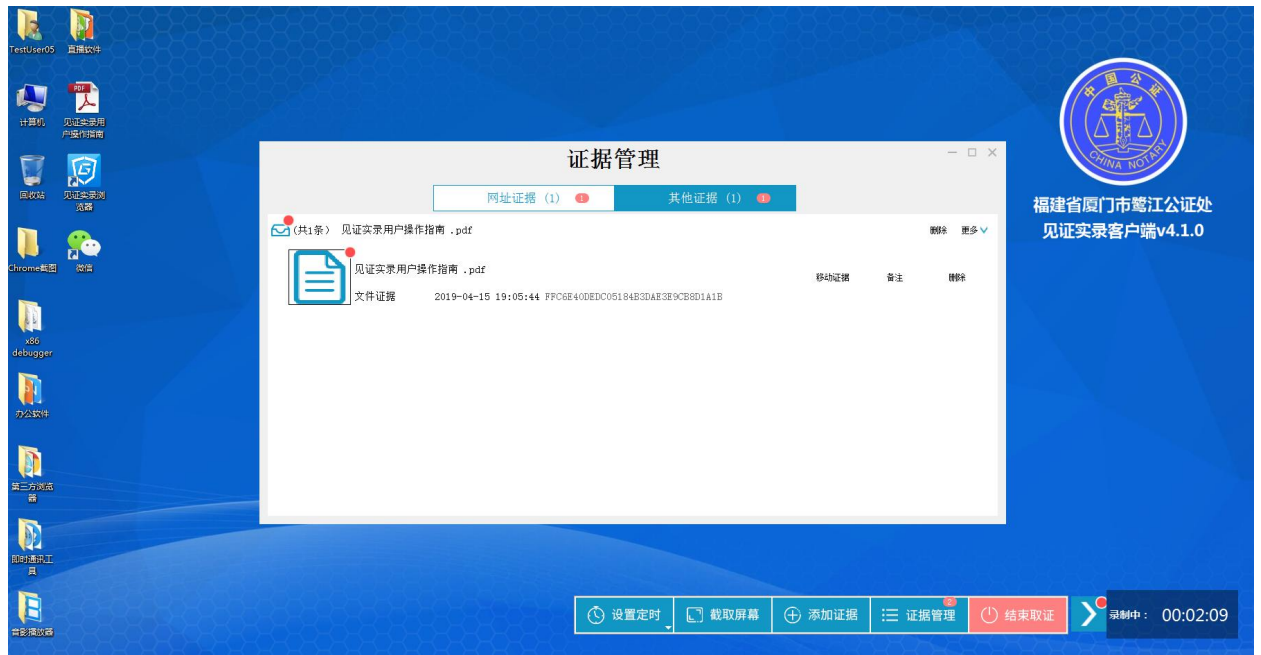 TestUser05
直播软件
计算机
见证实录用
户操作指南
回收站
见证实录浏
览器
Chrome截图
微信
x86
debugger
办公软件
第三方浏览
器
即时通讯工
具
音影播放器
PDF
中国公证
CHINA NOTARY
福建省厦门市鹭江公证处
见证实录客户端v4.1.0
证据管理
网址证据 (1) 1
其他证据 (1) 1
(共1条) 见证实录用户操作指南 .pdf 删除 更多
见证实录用户操作指南 .pdf
移动证据 备注 删除
文件证据 2019-04-15 19:05:44 FFC6E40DEDC05184B3DAE3E9CB8D1A1B
设置定时 截取屏幕 添加证据 证据管理 2 结束取证
录制中: 00:02:09